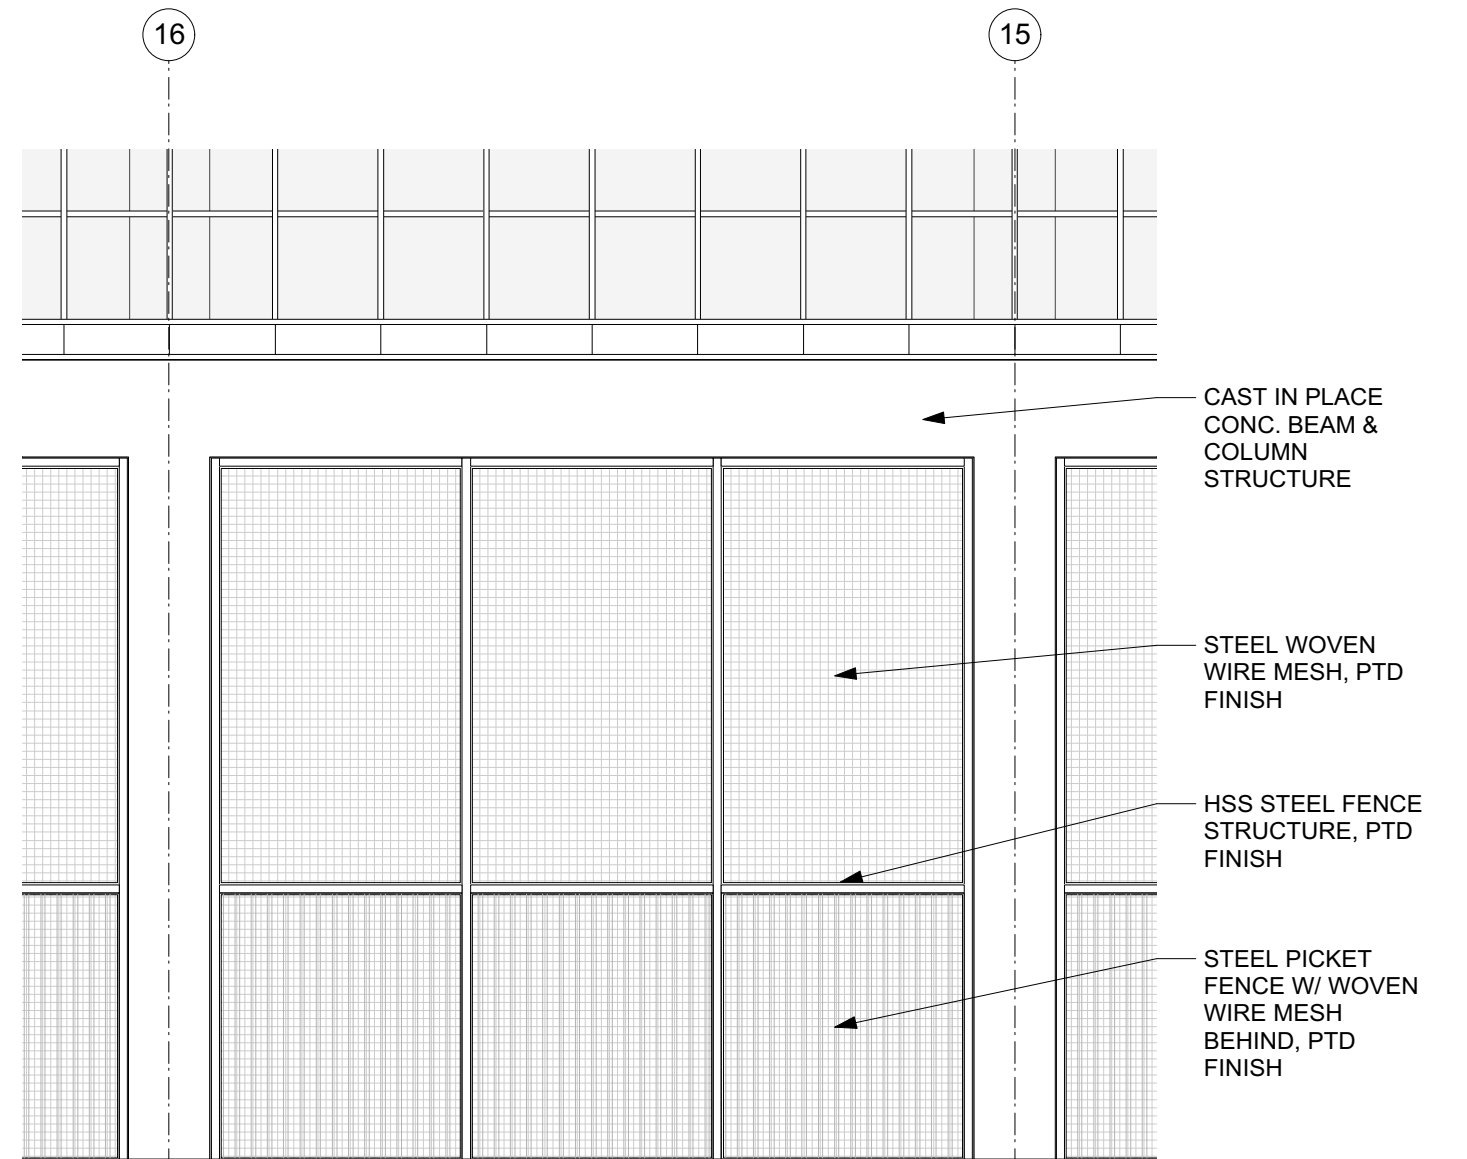 16
15
CAST IN PLACE
CONC. BEAM &
COLUMN
STRUCTURE
STEEL WOVEN
WIRE MESH, PTD
FINISH
HSS STEEL FENCE
STRUCTURE, PTD
FINISH
STEEL PICKET
FENCE W/ WOVEN
WIRE MESH
BEHIND, PTD
FINISH